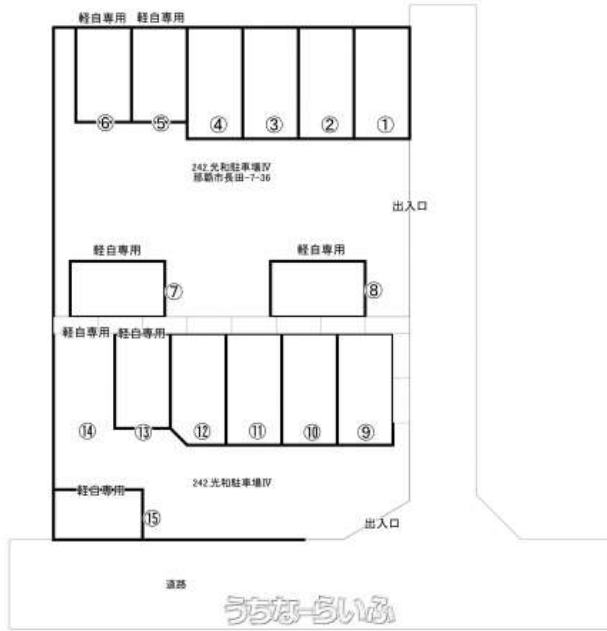 軽自専用 軽自専用
⑥ ⑤ ④ ③ ② ①
242.光和駐車場Ⅳ
那覇市長田-7-36
出入口
軽自専用 軽自専用
⑦ ⑧
軽自専用 軽自専用
⑭ ⑬ ⑫ ⑪ ⑩ ⑨
軽自専用
242.光和駐車場Ⅳ
⑮
出入口
道路
うちなーらいふ